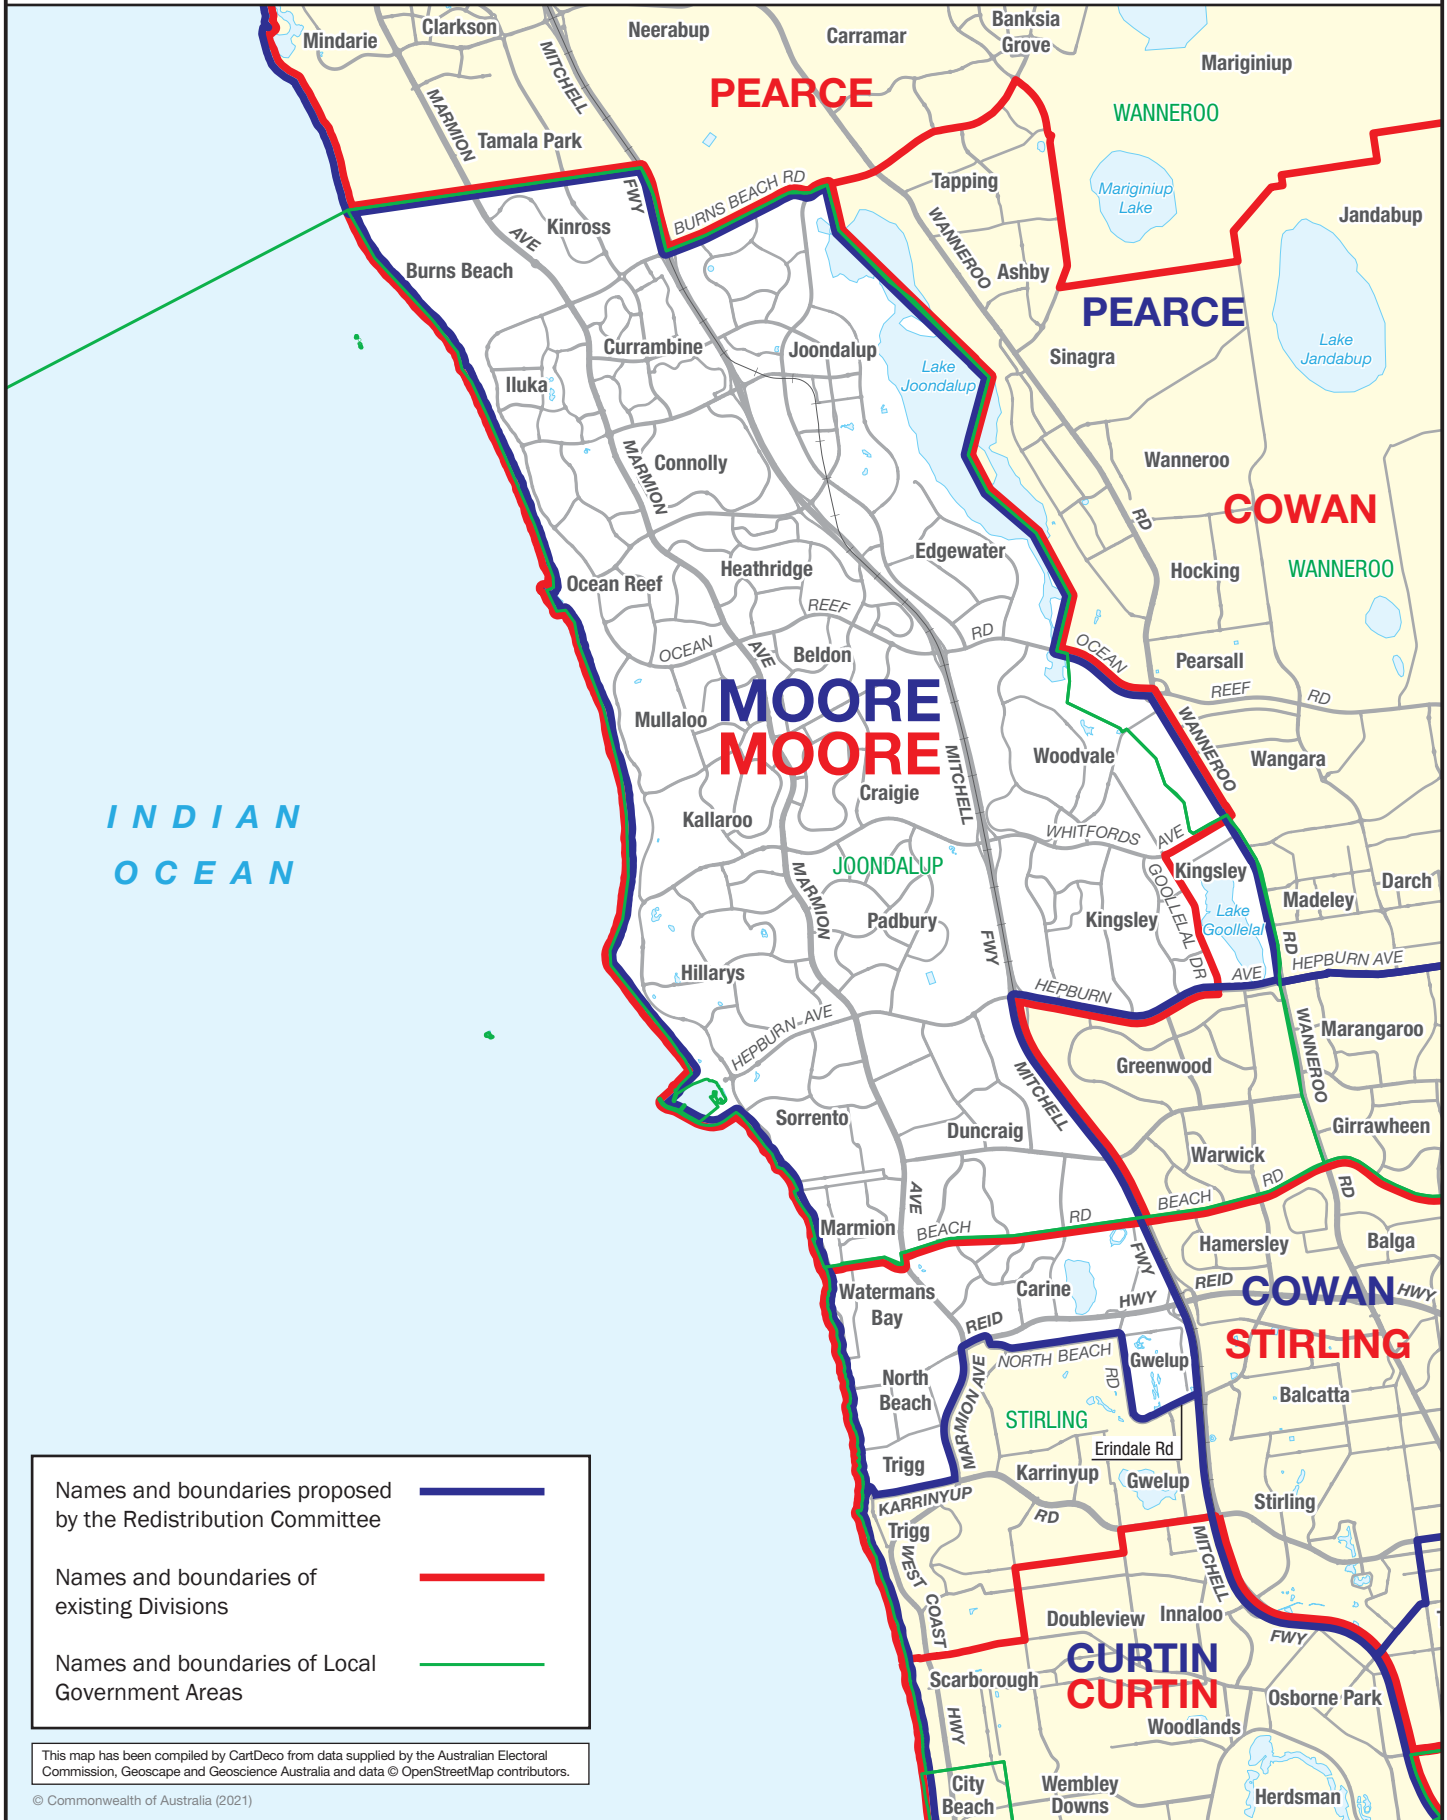 Mindarie
Clarkson
Neerabup
Carramar
Banksia
Grove
Mariginiup
MITCHELL
PEARCE
MARMION
WANNEROO
Tamala Park
FWY
BURNS BEACH RD
Tapping
Mariginiup
Lake
Jandabup
Kinross
AVE
WANNEROO
Burns Beach
Ashby
PEARCE
Currambine
Joondalup
Lake
Joondalup
Sinagra
Lake
Jandabup
Iluka
MARMION
Connolly
Wanneroo
RD
COWAN
Edgewater
Heathridge
Hocking
WANNEROO
Ocean Reef
REEF
RD
OCEAN
OCEAN
AVE
Beldon
Pearsall
REEF
RD
MOORE
Mullaloo
WANNEROO
MOORE
MITCHELL
Woodvale
Wangara
Craigie
INDIAN
OCEAN
Kallaroo
WHITFORDS
AVE
JOONDALUP
Kingsley
GOOLLELAL DR
MARMION
Madeley
Darch
Padbury
Kingsley
Lake
Goollelal
FWY
RD
HEPBURN AVE
Hillarys
AVE
HEPBURN
HEPBURN AVE
WANNEROO
Marangaroo
Greenwood
MITCHELL
Sorrento
Duncraig
Girrawheen
Warwick
RD
RD
AVE
BEACH
RD
BEACH
Marmion
FWY
Hamersley
Balga
Watermans
Bay
Carine
HWY
REID
COWAN
HWY
REID
STIRLING
NORTH BEACH
RD
Gwelup
MARMION AVE
North
Beach
Balcatta
STIRLING
Erindale Rd
Trigg
Karrinyup
Gwelup
KARRINYUP
RD
Stirling
Trigg
WEST
COAST
HWY
MITCHELL
FWY
Doubleview
Innaloo
CURTIN
CURTIN
Scarborough
Osborne Park
Woodlands
City
Beach
Wembley
Downs
Herdsman
Names and boundaries proposed
by the Redistribution Committee
Names and boundaries of
existing Divisions
Names and boundaries of Local
Government Areas
This map has been compiled by CartDeco from data supplied by the Australian Electoral
Commission, Geoscape and Geoscience Australia and data © OpenStreetMap contributors.
© Commonwealth of Australia (2021)